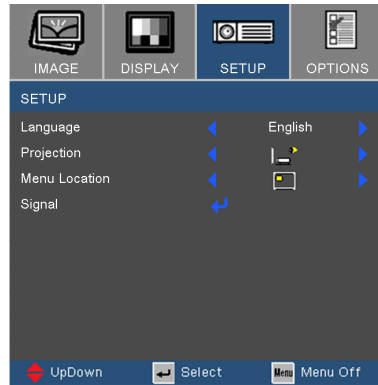 IMAGE DISPLAY SETUP OPTIONS
SETUP
Language English
Projection
Menu Location
Signal
UpDown Select Menu Menu Off